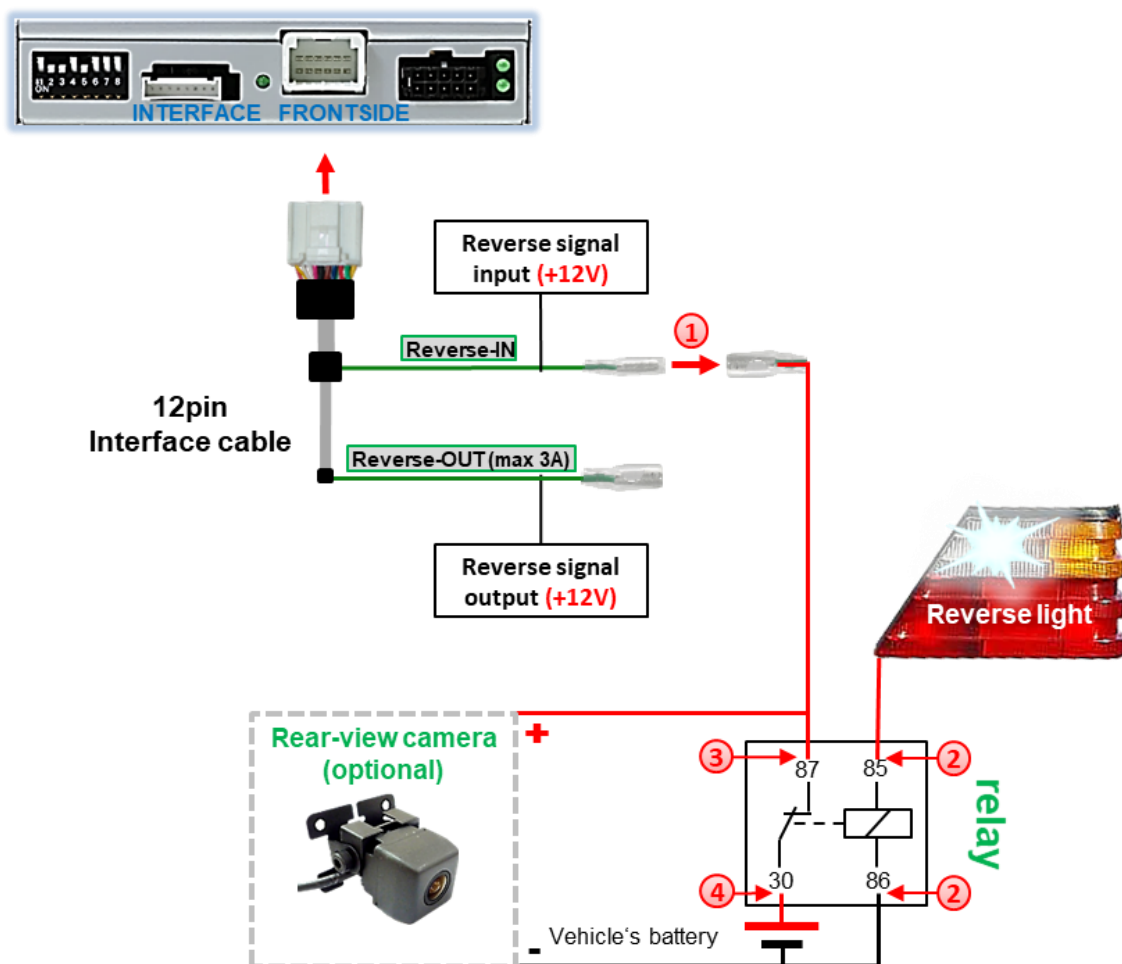 1 2 3 4 5 6 7 8
ON
INTERFACE FRONTSIDE
Reverse signal
input (+12V)
1
Reverse-IN
12pin
Interface cable
Reverse-OUT(max 3A)
Reverse signal
output (+12V)
Reverse light
Rear-view camera
(optional)
+
3
87
85
2
relay
4
30
86
2
- Vehicle‘s battery